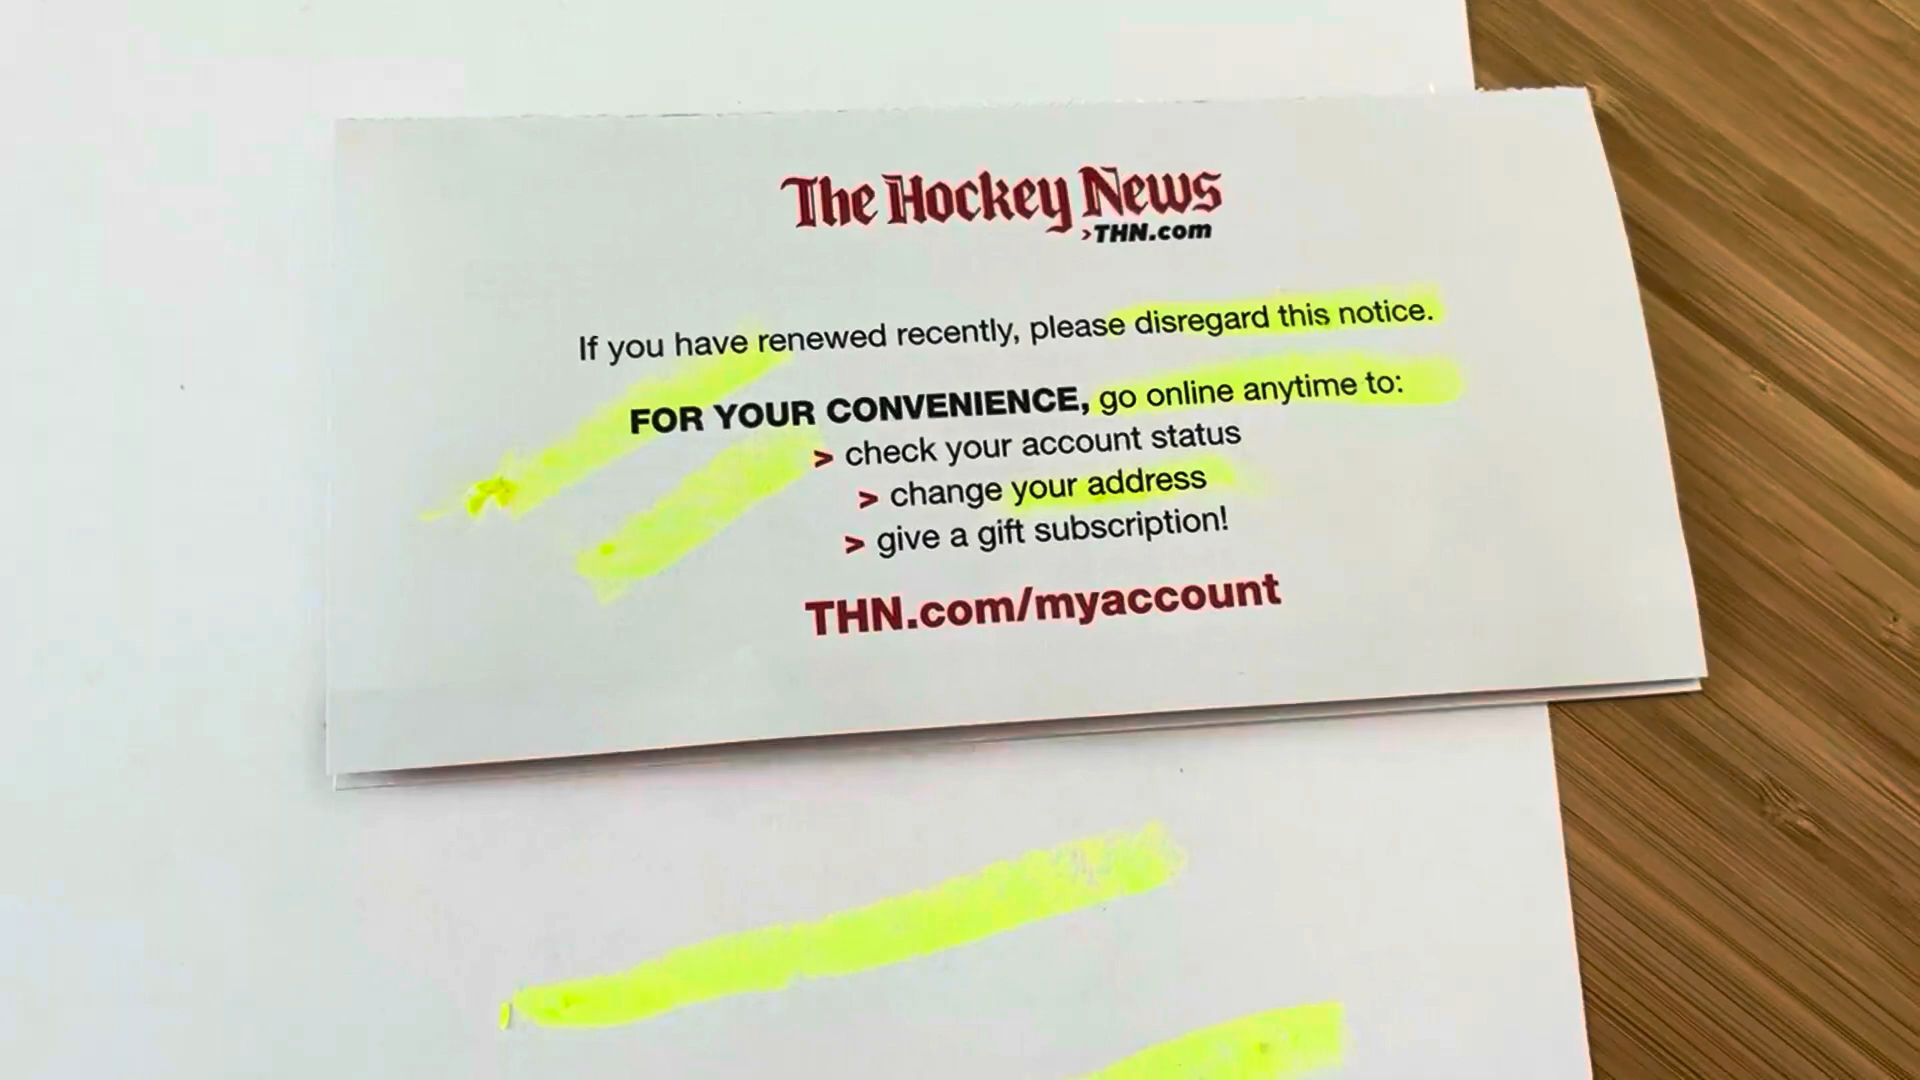 The Hockey News
>THN.com
If you have renewed recently, please disregard this notice.
FOR YOUR CONVENIENCE, go online anytime to:
> check your account status
> change your address
> give a gift subscription!
THN.com/myaccount